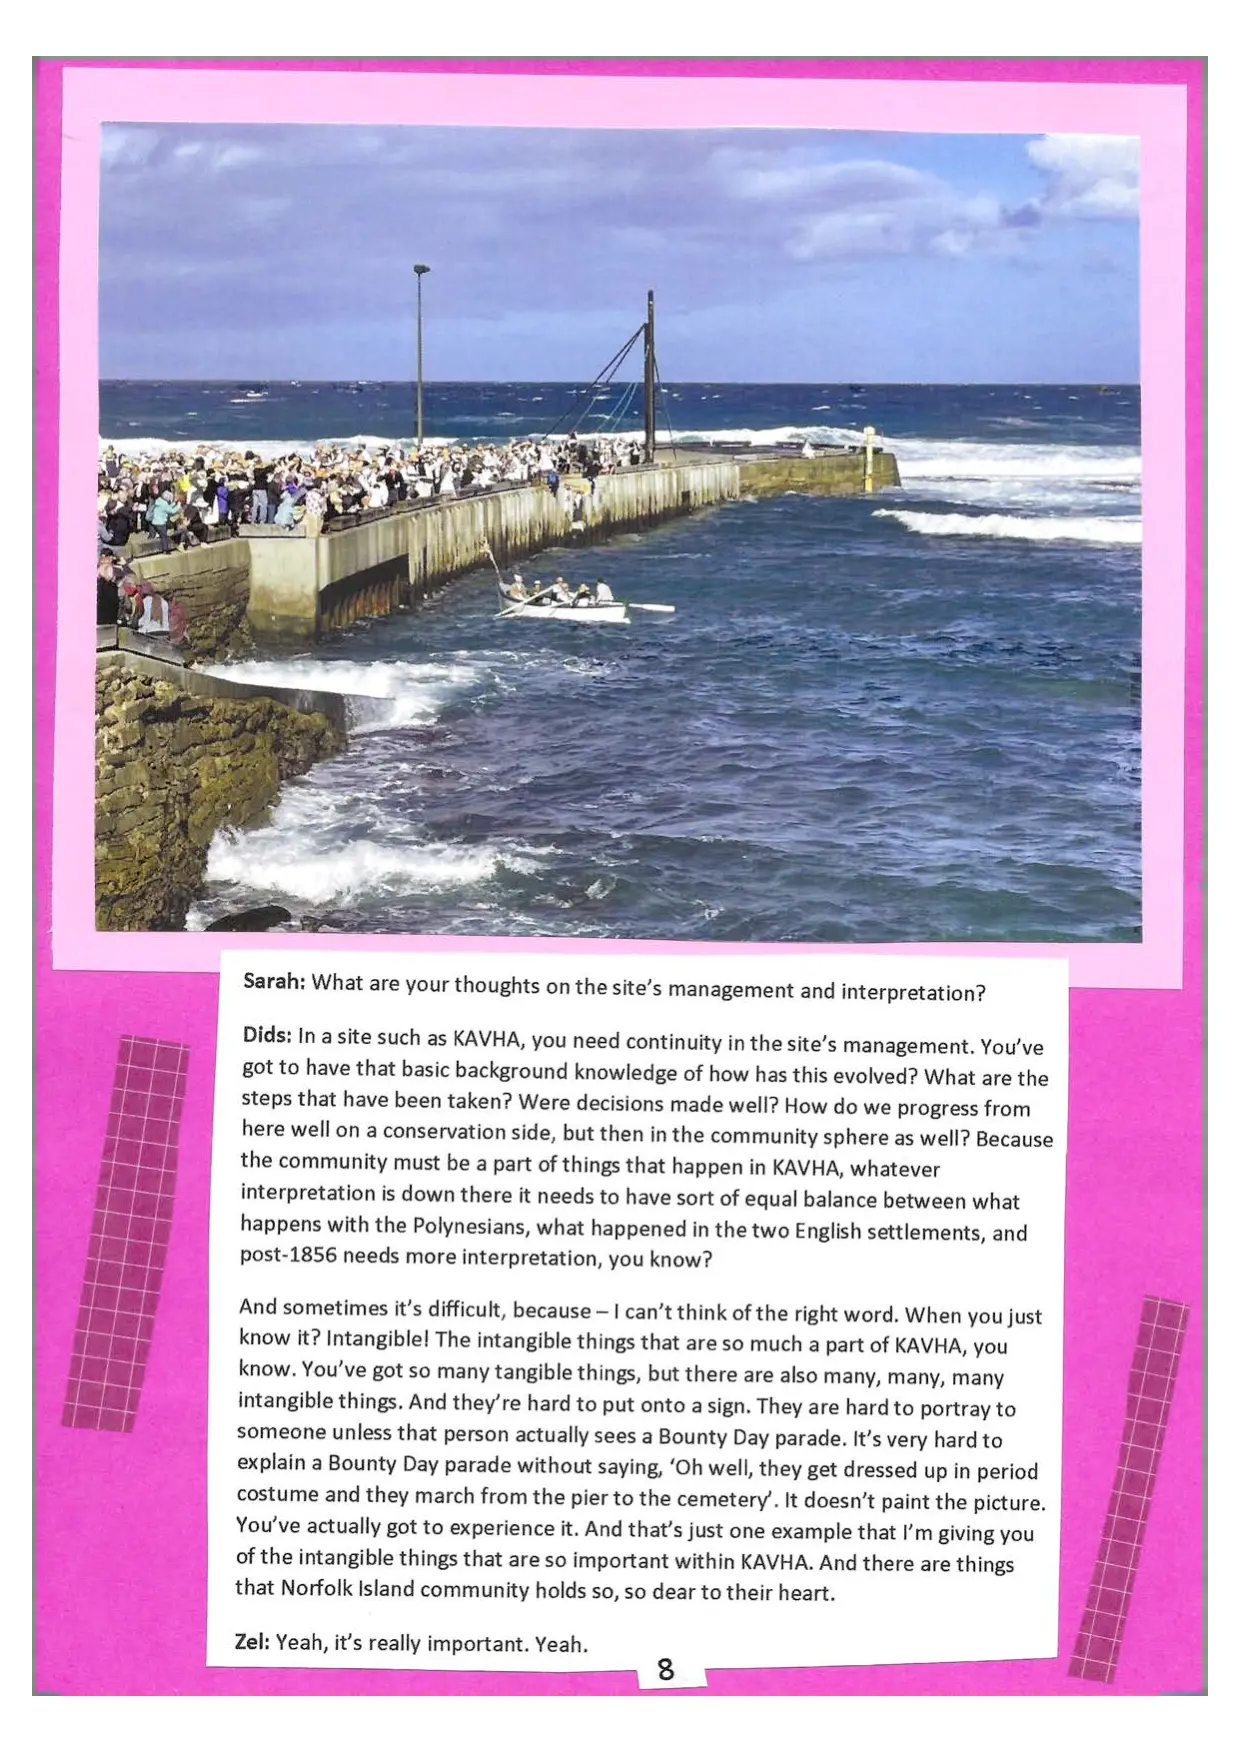 Sarah: What are your thoughts on the site's management and interpretation?
Dids: In a site such as KAVHA, you need continuity in the site's management. You've
got to have that basic background knowledge of how has this evolved? What are the
steps that have been taken? Were decisions made well? How do we progress from
here well on a conservation side, but then in the community sphere as well? Because
the community must be a part of things that happen in KAVHA, whatever
interpretation is down there it needs to have sort of equal balance between what
happens with the Polynesians, what happened in the two English settlements, and
post-1856 needs more interpretation, you know?
And sometimes it's difficult, because – I can't think of the right word. When you just
know it? Intangible! The intangible things that are so much a part of KAVHA, you
know. You've got so many tangible things, but there are also many, many, many
intangible things. And they're hard to put onto a sign. They are hard to portray to
someone unless that person actually sees a Bounty Day parade. It's very hard to
explain a Bounty Day parade without saying, 'Oh well, they get dressed up in period
costume and they march from the pier to the cemetery'. It doesn't paint the picture.
You've actually got to experience it. And that's just one example that I'm giving you
of the intangible things that are so important within KAVHA. And there are things
that Norfolk Island community holds so, so dear to their heart.
Zel: Yeah, it's really important. Yeah.
8